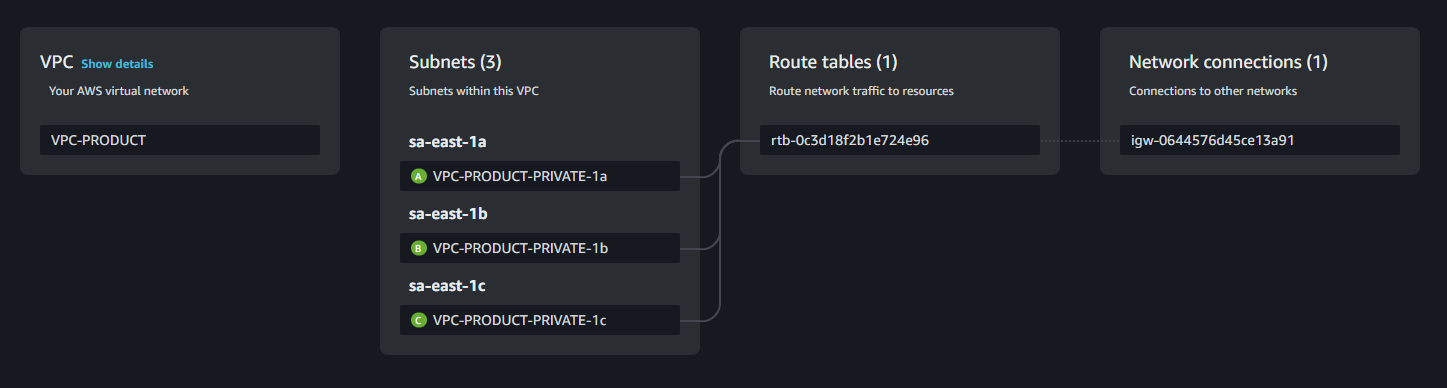 VPC Show details
Your AWS virtual network
VPC-PRODUCT
Subnets (3)
Subnets within this VPC
sa-east-1a
A VPC-PRODUCT-PRIVATE-1a
sa-east-1b
B VPC-PRODUCT-PRIVATE-1b
sa-east-1c
C VPC-PRODUCT-PRIVATE-1c
Route tables (1)
Route network traffic to resources
rtb-0c3d18f2b1e724e96
Network connections (1)
Connections to other networks
igw-0644576d45ce13a91